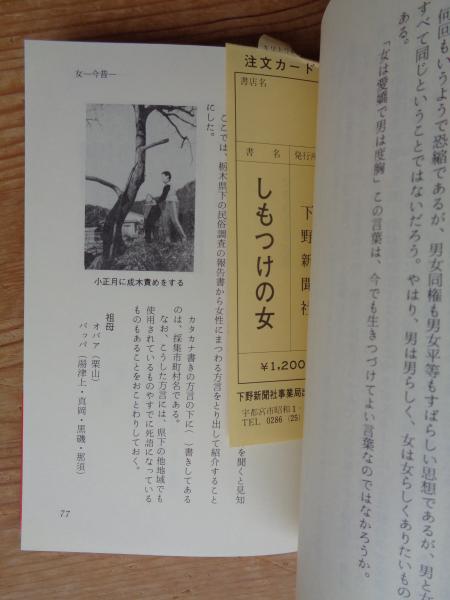 何回もいうようで恐縮であるが、男女同権も男女平等もすばらしい思想であるが、男と女
すべて同じということではないだろう。やはり、男は男らしく、女は女らしくありたいもの
ある。
「女は愛嬌で男は度胸」この言葉は、今でも生きつづけてよい言葉なのではなかろうか。
注文カード
書店名
書名
発行所
しもつけの女
下野新聞社
¥1,200
下野新聞社事業局出
宇都宮市昭和1-
TEL 0286 (25)
女―今昔―
小正月に成木責めをする
を聞くと見知
ここでは、栃木県下の民俗調査の報告書から女性にまつわる方言をとり出して紹介すること
にした。
カタカナ書きの方言の下に（　）書きしてある
のは、採集市町村名である。
なお、こうした方言には、県下の他地域でも
使用されているものやすでに死語になっている
ものもあることをおことわりしておく。
祖母
オバア（栗山）
バッパ（湯津上・真岡・黒磯・那須）
77